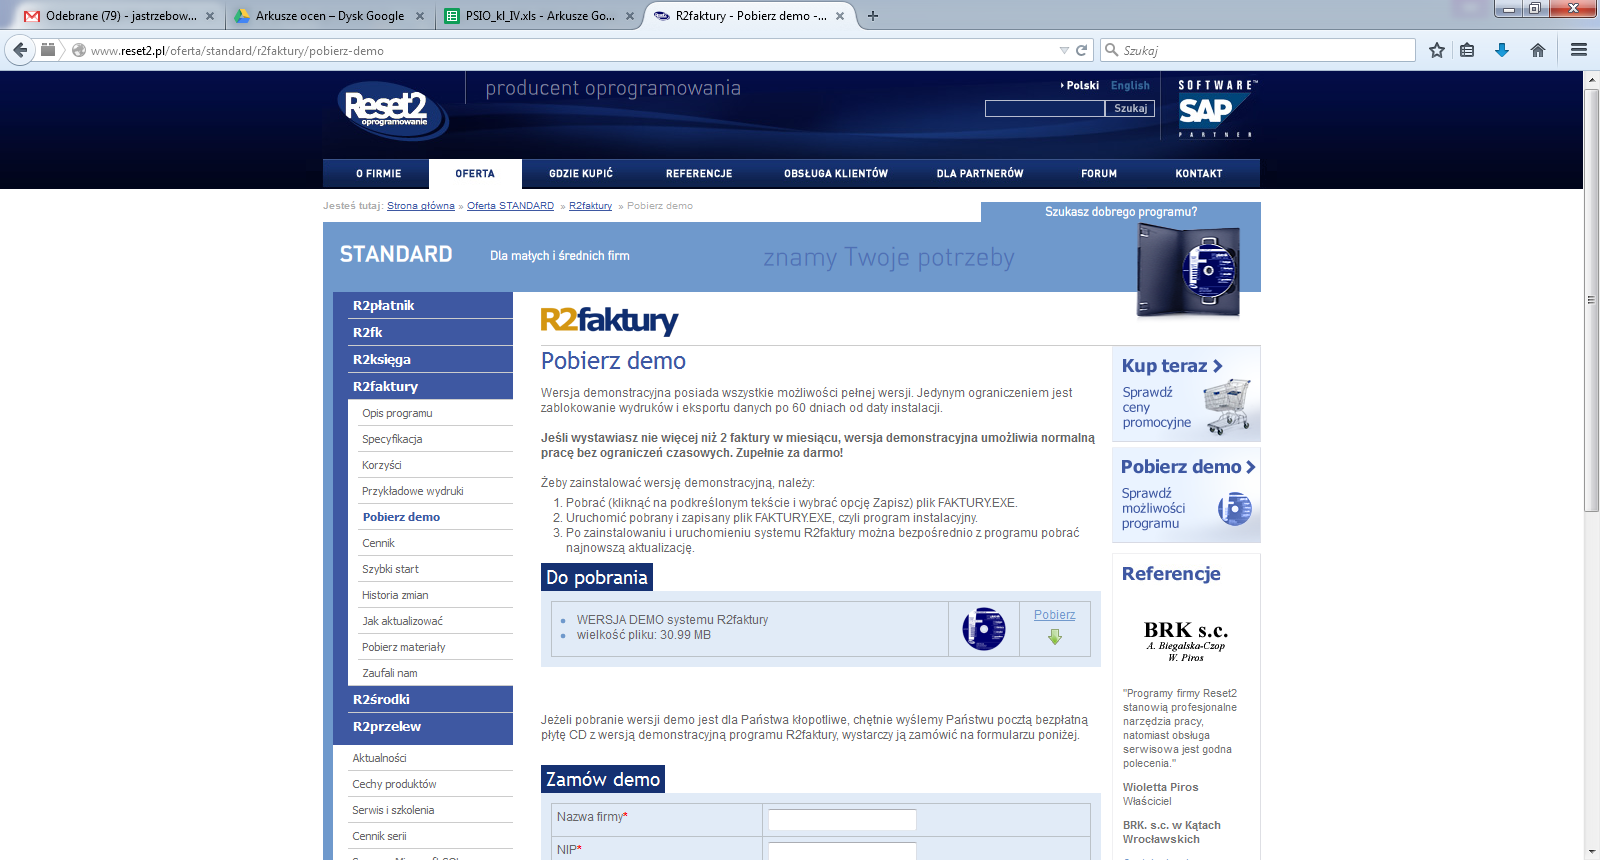 Odebrane (79) - jastrzebow...
Arkusze ocen – Dysk Google
PSIO_kl_IV.xls - Arkusze Go...
R2faktury - Pobierz demo -...
www.reset2.pl/oferta/standard/r2faktury/pobierz-demo
Szukaj
Reset2
oprogramowanie
producent oprogramowania
Polski English
Szukaj
SOFTWARE™
SAP
PARTNER
O FIRMIE
OFERTA
GDZIE KUPIĆ
REFERENCJE
OBSŁUGA KLIENTÓW
DLA PARTNERÓW
FORUM
KONTAKT
Jesteś tutaj: Strona główna » Oferta STANDARD » R2faktury » Pobierz demo
Szukasz dobrego programu?
STANDARD
Dla małych i średnich firm
znamy Twoje potrzeby
R2płatnik
R2fk
R2księga
R2faktury
Opis programu
Specyfikacja
Korzyści
Przykładowe wydruki
Pobierz demo
Cennik
Szybki start
Historia zmian
Jak aktualizować
Pobierz materiały
Zaufali nam
R2środki
R2przelew
Aktualności
Cechy produktów
Serwis i szkolenia
Cennik serii
R2faktury
Pobierz demo
Wersja demonstracyjna posiada wszystkie możliwości pełnej wersji. Jedynym ograniczeniem jest
zablokowanie wydruków i eksportu danych po 60 dniach od daty instalacji.
Jeśli wystawiasz nie więcej niż 2 faktury w miesiącu, wersja demonstracyjna umożliwia normalną
pracę bez ograniczeń czasowych. Zupełnie za darmo!
Żeby zainstalować wersję demonstracyjną, należy:
1. Pobrać (kliknąć na podkreślonym tekście i wybrać opcję Zapisz) plik FAKTURY.EXE.
2. Uruchomić pobrany i zapisany plik FAKTURY.EXE, czyli program instalacyjny.
3. Po zainstalowaniu i uruchomieniu systemu R2faktury można bezpośrednio z programu pobrać
najnowszą aktualizację.
Do pobrania
WERSJA DEMO systemu R2faktury
wielkość pliku: 30.99 MB
Pobierz
Jeżeli pobranie wersji demo jest dla Państwa kłopotliwe, chętnie wyślemy Państwu pocztą bezpłatną
płytę CD z wersją demonstracyjną programu R2faktury, wystarczy ją zamówić na formularzu poniżej.
Zamów demo
Nazwa firmy*
NIP*
Kup teraz
Sprawdź
ceny
promocyjne
Pobierz demo
Sprawdź
możliwości
programu
Referencje
BRK s.c.
A. Biegalska-Czop
W. Piros
"Programy firmy Reset2
stanowią profesjonalne
narzędzia pracy,
natomiast obsługa
serwisowa jest godna
polecenia."
Wioletta Piros
Właściciel
BRK. s.c. w Kątach
Wrocławskich